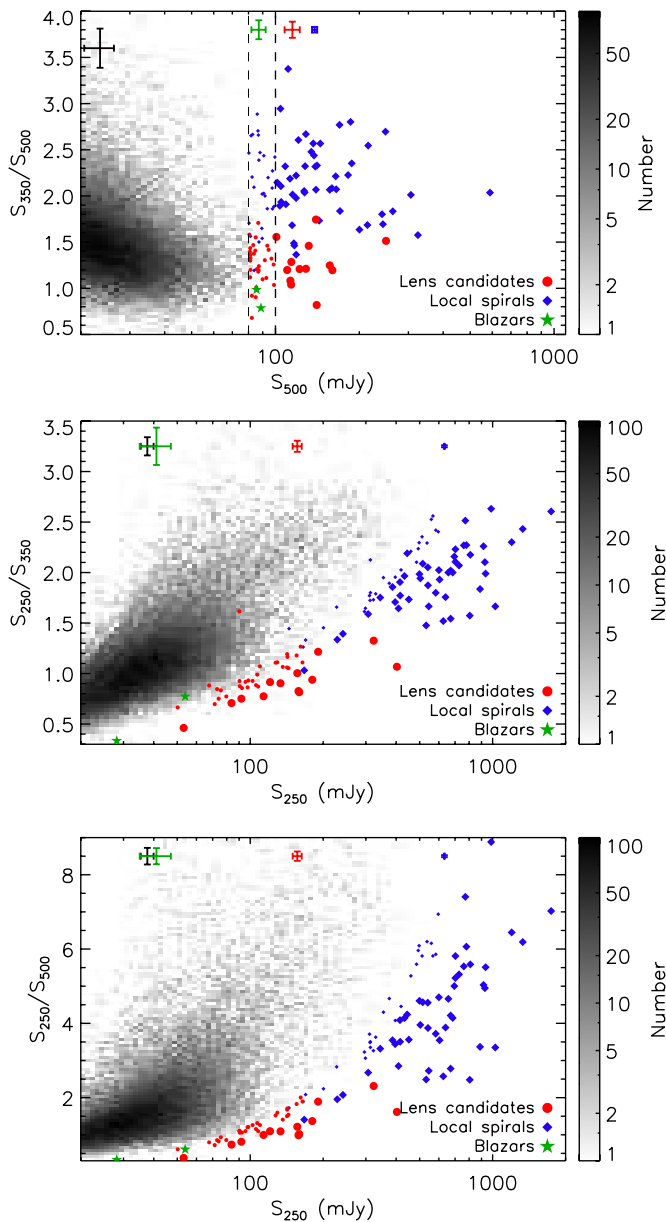 4.0
3.5
3.0
2.5
2.0
1.5
1.0
0.5
S350/S500
100
1000
S500 (mJy)
Lens candidates
Local spirals
Blazars
50
20
10
5
2
1
Number
3.5
3.0
2.5
2.0
1.5
1.0
0.5
S250/S350
100
1000
S250 (mJy)
Lens candidates
Local spirals
Blazars
100
50
20
10
5
2
1
Number
8
6
4
2
S250/S500
100
1000
S250 (mJy)
Lens candidates
Local spirals
Blazars
100
50
20
10
5
2
1
Number